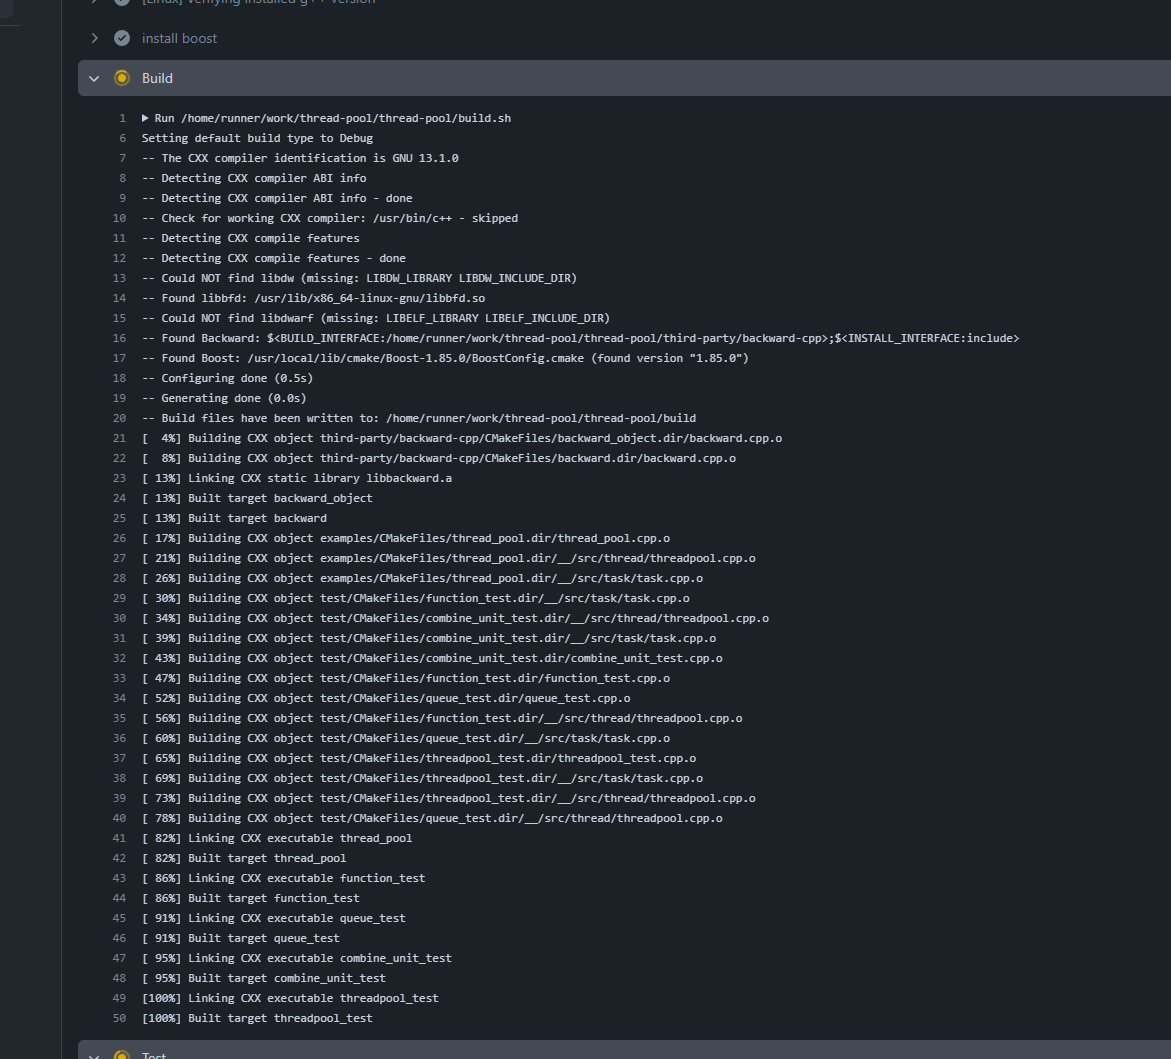 [Linux] Verifying installed g++ version
install boost
Build
1 Run /home/runner/work/thread-pool/thread-pool/build.sh
6 Setting default build type to Debug
7 -- The CXX compiler identification is GNU 13.1.0
8 -- Detecting CXX compiler ABI info
9 -- Detecting CXX compiler ABI info - done
10 -- Check for working CXX compiler: /usr/bin/c++ - skipped
11 -- Detecting CXX compile features
12 -- Detecting CXX compile features - done
13 -- Could NOT find libdw (missing: LIBDW_LIBRARY LIBDW_INCLUDE_DIR)
14 -- Found libbfd: /usr/lib/x86_64-linux-gnu/libbfd.so
15 -- Could NOT find libdwarf (missing: LIBELF_LIBRARY LIBELF_INCLUDE_DIR)
16 -- Found Backward: $<BUILD_INTERFACE:/home/runner/work/thread-pool/thread-pool/third-party/backward-cpp>;$<INSTALL_INTERFACE:include>
17 -- Found Boost: /usr/local/lib/cmake/Boost-1.85.0/BoostConfig.cmake (found version "1.85.0")
18 -- Configuring done (0.5s)
19 -- Generating done (0.0s)
20 -- Build files have been written to: /home/runner/work/thread-pool/thread-pool/build
21 [  4%] Building CXX object third-party/backward-cpp/CMakeFiles/backward_object.dir/backward.cpp.o
22 [  8%] Building CXX object third-party/backward-cpp/CMakeFiles/backward.dir/backward.cpp.o
23 [ 13%] Linking CXX static library libbackward.a
24 [ 13%] Built target backward_object
25 [ 13%] Built target backward
26 [ 17%] Building CXX object examples/CMakeFiles/thread_pool.dir/thread_pool.cpp.o
27 [ 21%] Building CXX object examples/CMakeFiles/thread_pool.dir/__/src/thread/threadpool.cpp.o
28 [ 26%] Building CXX object examples/CMakeFiles/thread_pool.dir/__/src/task/task.cpp.o
29 [ 30%] Building CXX object test/CMakeFiles/function_test.dir/__/src/task/task.cpp.o
30 [ 34%] Building CXX object test/CMakeFiles/combine_unit_test.dir/__/src/thread/threadpool.cpp.o
31 [ 39%] Building CXX object test/CMakeFiles/combine_unit_test.dir/__/src/task/task.cpp.o
32 [ 43%] Building CXX object test/CMakeFiles/combine_unit_test.dir/combine_unit_test.cpp.o
33 [ 47%] Building CXX object test/CMakeFiles/function_test.dir/function_test.cpp.o
34 [ 52%] Building CXX object test/CMakeFiles/queue_test.dir/queue_test.cpp.o
35 [ 56%] Building CXX object test/CMakeFiles/function_test.dir/__/src/thread/threadpool.cpp.o
36 [ 60%] Building CXX object test/CMakeFiles/queue_test.dir/__/src/task/task.cpp.o
37 [ 65%] Building CXX object test/CMakeFiles/threadpool_test.dir/threadpool_test.cpp.o
38 [ 69%] Building CXX object test/CMakeFiles/threadpool_test.dir/__/src/task/task.cpp.o
39 [ 73%] Building CXX object test/CMakeFiles/threadpool_test.dir/__/src/thread/threadpool.cpp.o
40 [ 78%] Building CXX object test/CMakeFiles/queue_test.dir/__/src/thread/threadpool.cpp.o
41 [ 82%] Linking CXX executable thread_pool
42 [ 82%] Built target thread_pool
43 [ 86%] Linking CXX executable function_test
44 [ 86%] Built target function_test
45 [ 91%] Linking CXX executable queue_test
46 [ 91%] Built target queue_test
47 [ 95%] Linking CXX executable combine_unit_test
48 [ 95%] Built target combine_unit_test
49 [100%] Linking CXX executable threadpool_test
50 [100%] Built target threadpool_test
Test